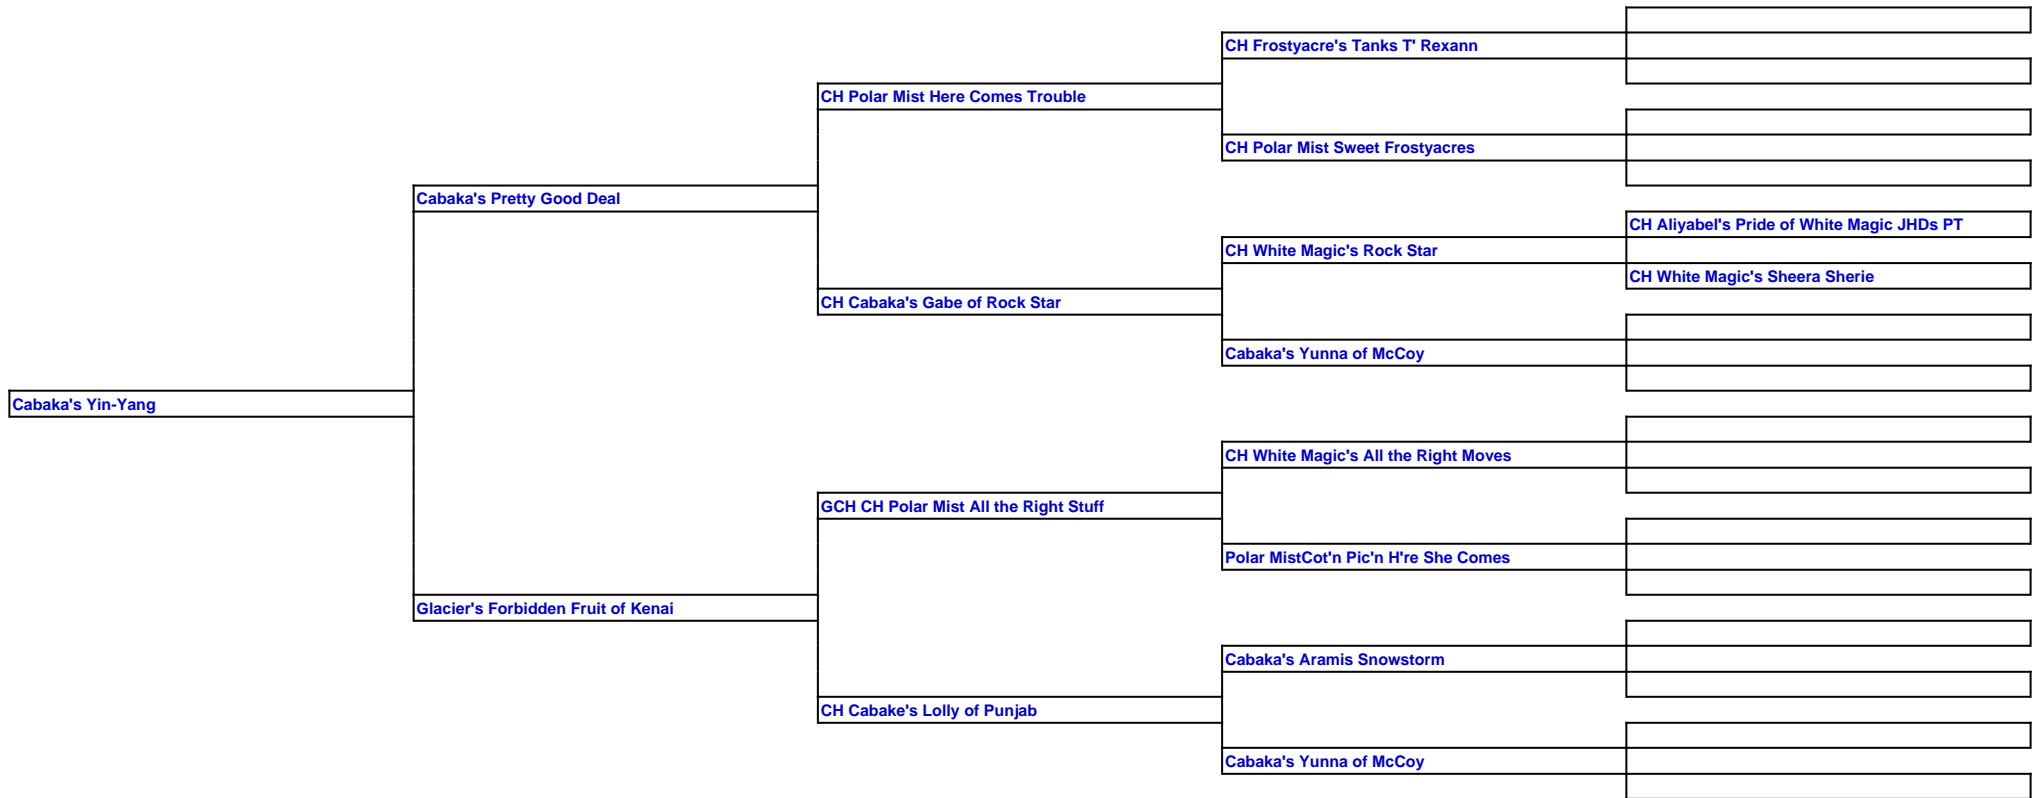 CH Frostyacre's Tanks T' Rexann
CH Polar Mist Here Comes Trouble
CH Polar Mist Sweet Frostyacres
Cabaka's Pretty Good Deal
CH Aliyabel's Pride of White Magic JHDs PT
CH White Magic's Rock Star
CH White Magic's Sheera Sherie
CH Cabaka's Gabe of Rock Star
Cabaka's Yunna of McCoy
Cabaka's Yin-Yang
CH White Magic's All the Right Moves
GCH CH Polar Mist All the Right Stuff
Polar MistCot'n Pic'n H're She Comes
Glacier's Forbidden Fruit of Kenai
Cabaka's Aramis Snowstorm
CH Cabake's Lolly of Punjab
Cabaka's Yunna of McCoy